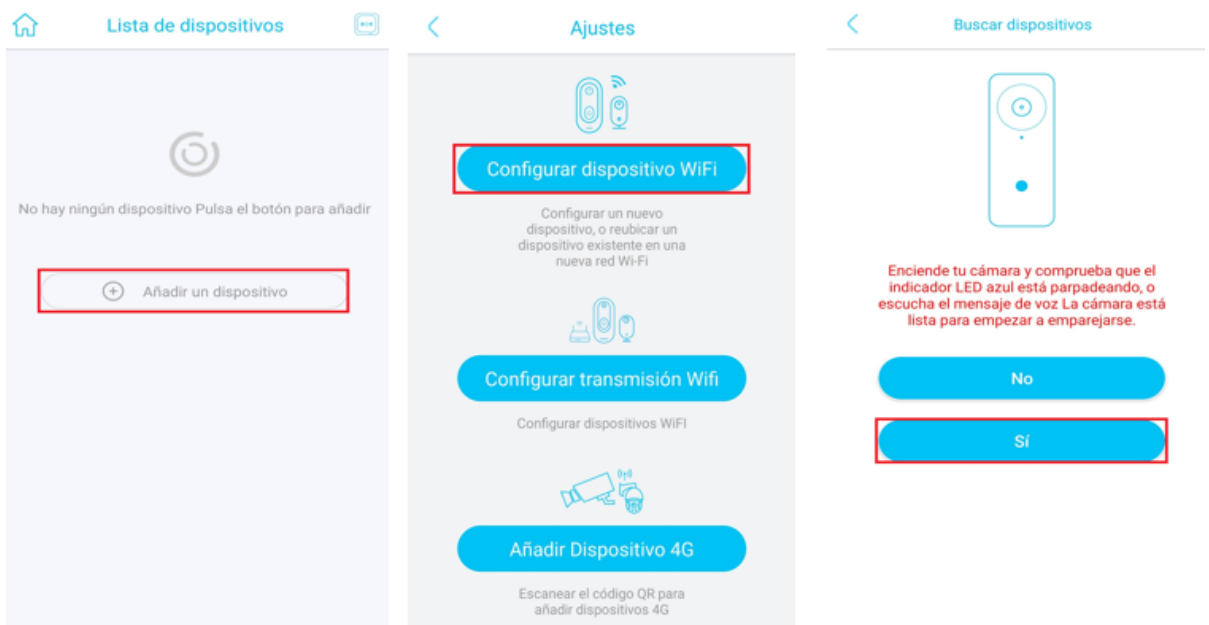 Lista de dispositivos
No hay ningún dispositivo Pulsa el botón para añadir
Añadir un dispositivo
Ajustes
Configurar dispositivo WiFi
Configurar un nuevo
dispositivo, o reubicar un
dispositivo existente en una
nueva red Wi-Fi
Configurar transmisión Wifi
Configurar dispositivos WiFI
Añadir Dispositivo 4G
Escanear el código QR para
añadir dispositivos 4G
Buscar dispositivos
Enciende tu cámara y comprueba que el
indicador LED azul está parpadeando, o
escucha el mensaje de voz La cámara está
lista para empezar a emparejarse.
No
Sí